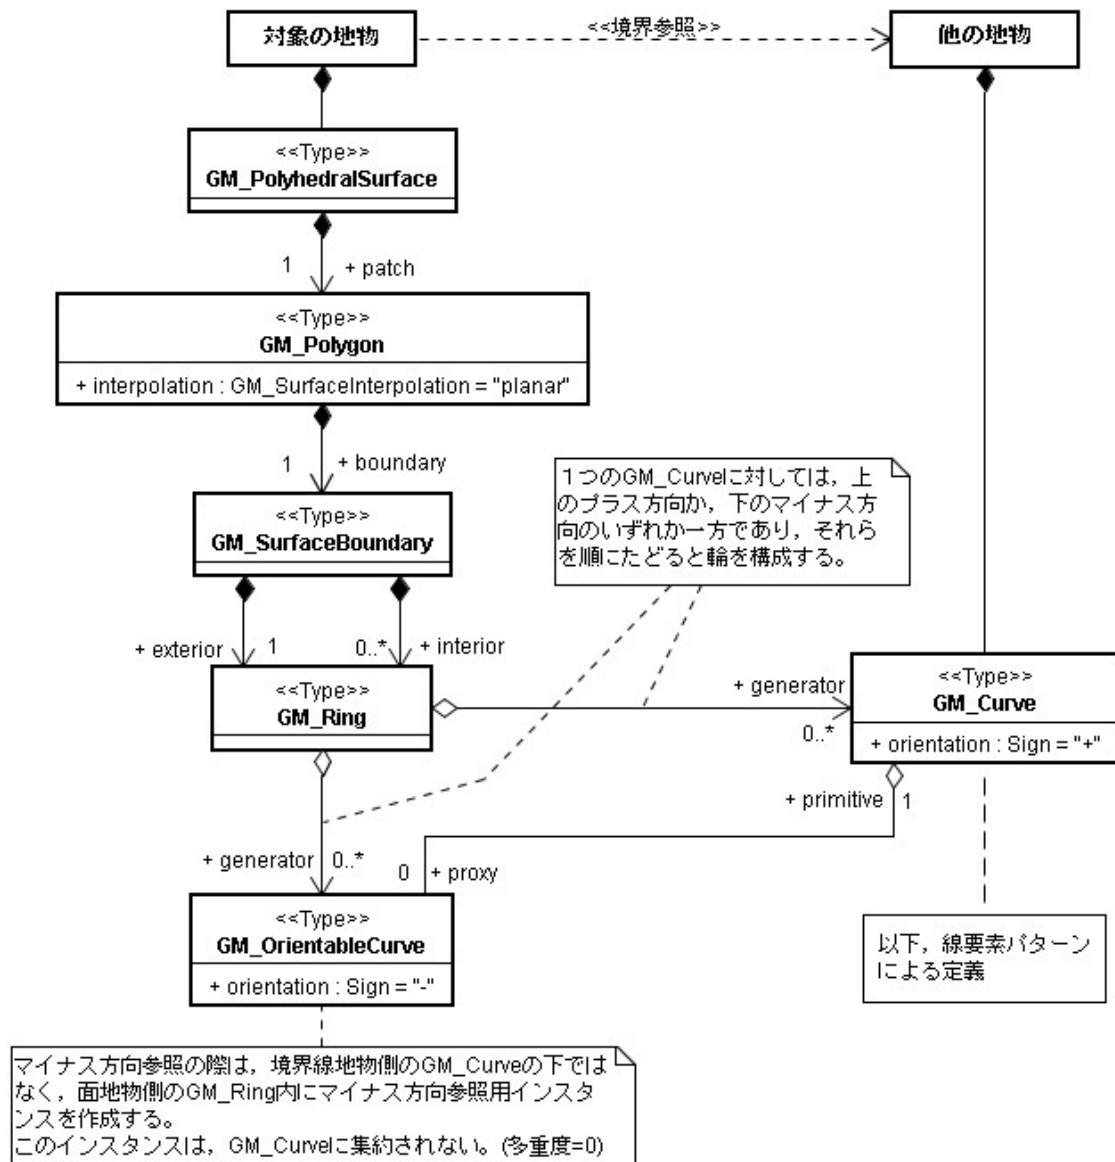 対象の地物
<<境界参照>>
他の地物
<<Type>>
GM_PolyhedralSurface
1
+ patch
<<Type>>
GM_Polygon
+ interpolation : GM_SurfaceInterpolation = "planar"
1
+ boundary
<<Type>>
GM_SurfaceBoundary
１つのGM_Curveに対しては，上
のプラス方向か，下のマイナス方
向のいずれか一方であり，それら
を順にたどると輪を構成する。
+ exterior
1
0..*
+ interior
<<Type>>
GM_Ring
+ generator
0..*
<<Type>>
GM_Curve
+ orientation : Sign = "+"
+ primitive
1
+ generator
0..*
0
+ proxy
<<Type>>
GM_OrientableCurve
+ orientation : Sign = "-"
以下，線要素パターン
による定義
マイナス方向参照の際は，境界線地物側のGM_Curveの下では
なく，面地物側のGM_Ring内にマイナス方向参照用インスタ
ンスを作成する。
このインスタンスは，GM_Curveに集約されない。(多重度=0)